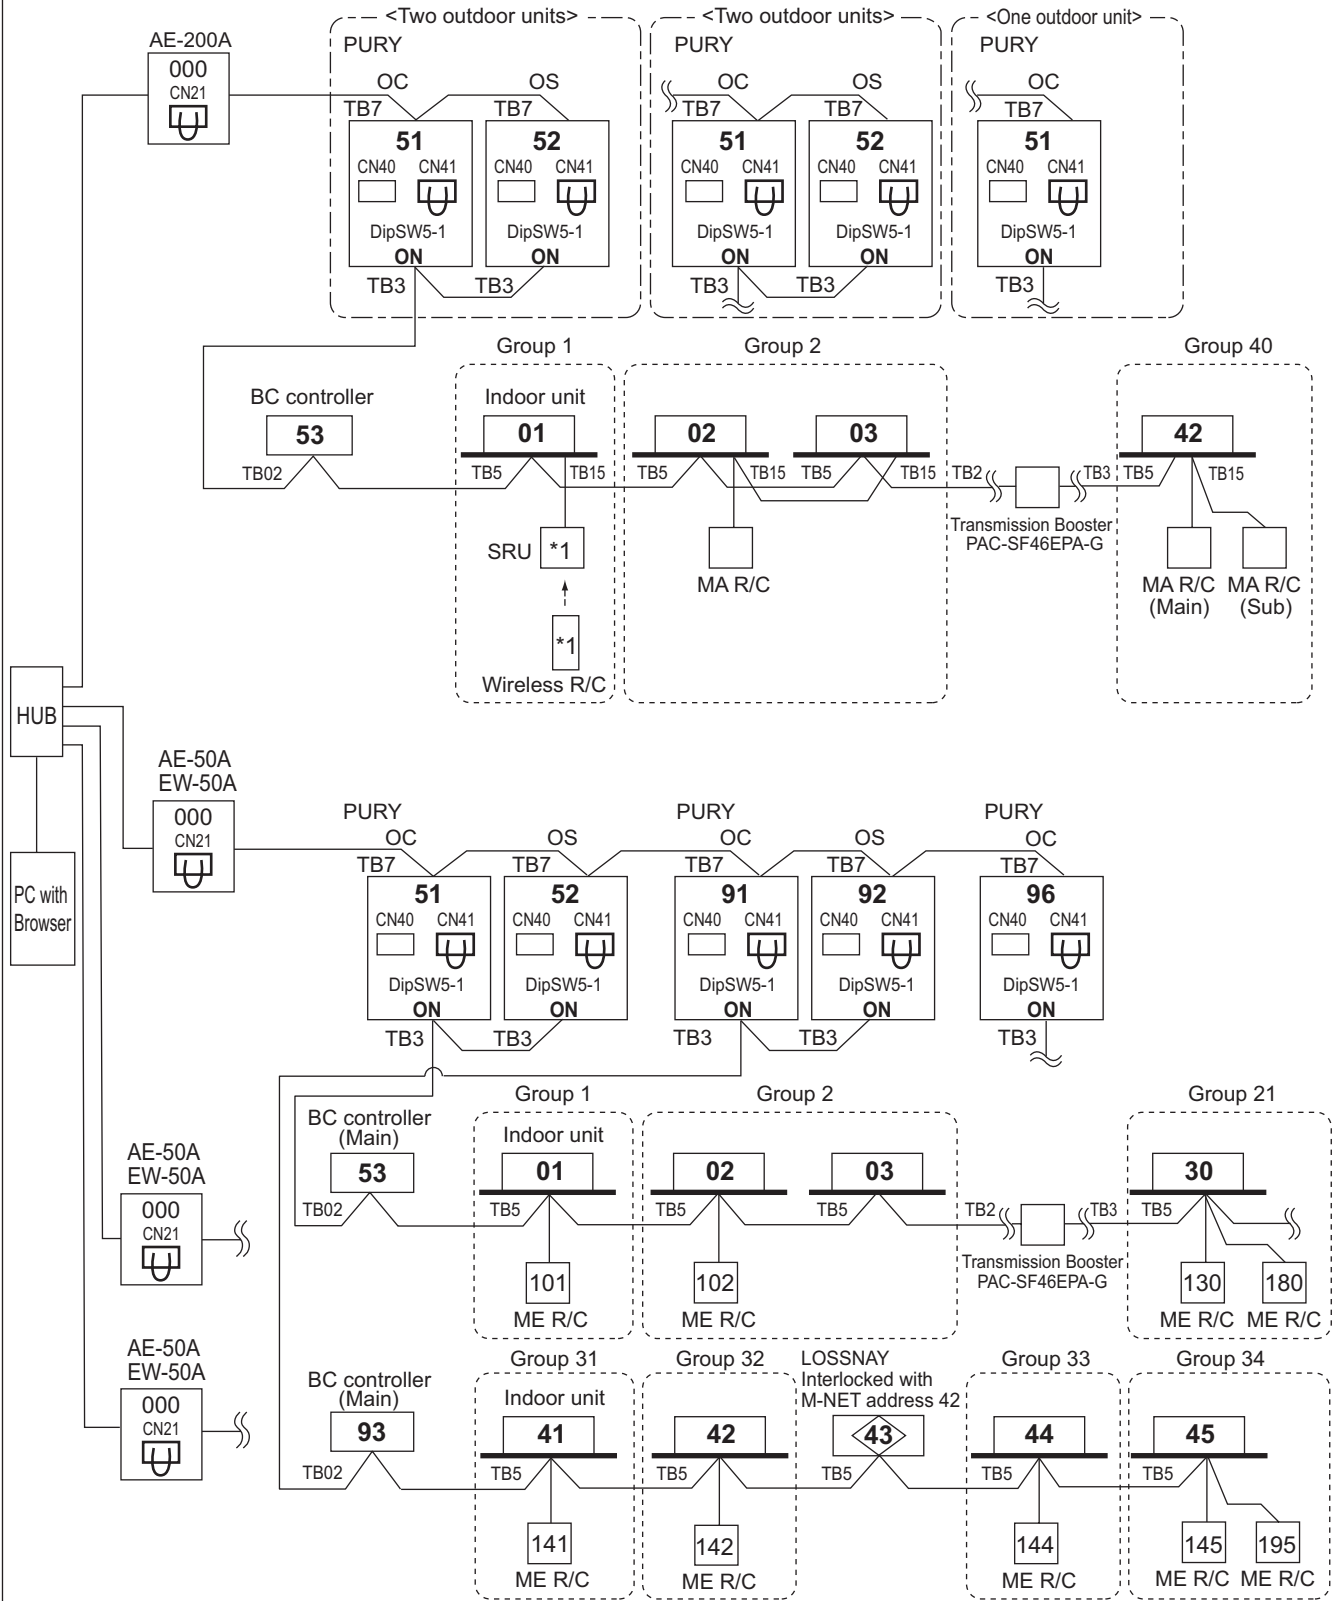 <Two outdoor units>
<Two outdoor units>
<One outdoor unit>
AE-200A
000
CN21
PURY
OC
OS
TB7
TB7
51
52
CN40
CN41
CN40
CN41
DipSW5-1
DipSW5-1
ON
ON
TB3
TB3
PURY
OC
OS
TB7
TB7
51
52
CN40
CN41
CN40
CN41
DipSW5-1
DipSW5-1
ON
ON
TB3
TB3
PURY
OC
TB7
51
CN40
CN41
DipSW5-1
ON
TB3
BC controller
53
TB02
Group 1
Indoor unit
01
TB5
TB15
SRU
*1
*1
Wireless R/C
Group 2
02
03
TB5
TB15
TB5
TB15
MA R/C
TB2
TB3
Transmission Booster
PAC-SF46EPA-G
Group 40
42
TB5
TB15
MA R/C
(Main)
MA R/C
(Sub)
HUB
PC with
Browser
AE-50A
EW-50A
000
CN21
PURY
OC
OS
TB7
TB7
51
52
CN40
CN41
CN40
CN41
DipSW5-1
DipSW5-1
ON
ON
TB3
TB3
PURY
OC
OS
TB7
TB7
91
92
CN40
CN41
CN40
CN41
DipSW5-1
DipSW5-1
ON
ON
TB3
TB3
PURY
OC
TB7
96
CN40
CN41
DipSW5-1
ON
TB3
BC controller
(Main)
53
TB02
Group 1
Indoor unit
01
TB5
101
ME R/C
Group 2
02
03
TB5
TB5
102
ME R/C
TB2
TB3
Transmission Booster
PAC-SF46EPA-G
Group 21
30
TB5
130
180
ME R/C
ME R/C
AE-50A
EW-50A
000
CN21
AE-50A
EW-50A
000
CN21
BC controller
(Main)
93
TB02
Group 31
Indoor unit
41
TB5
141
ME R/C
Group 32
42
TB5
142
ME R/C
LOSSNAY
Interlocked with
M-NET address 42
43
TB5
Group 33
44
TB5
144
ME R/C
Group 34
45
TB5
145
195
ME R/C
ME R/C